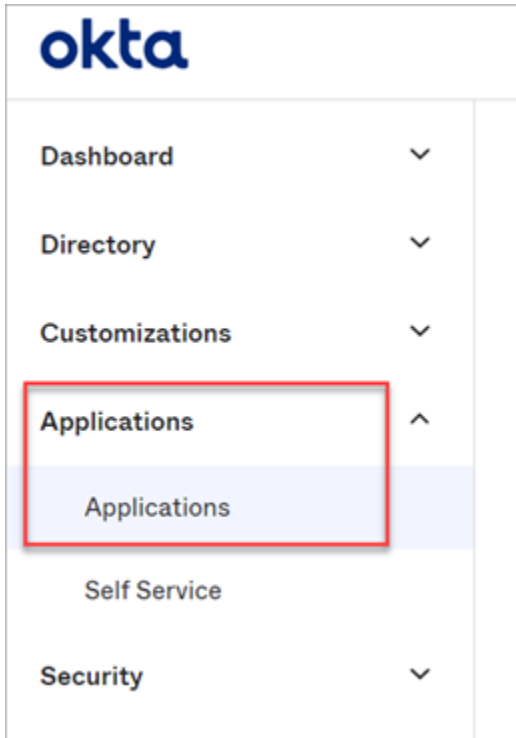 okta
Dashboard
Directory
Customizations
Applications
Applications
Self Service
Security